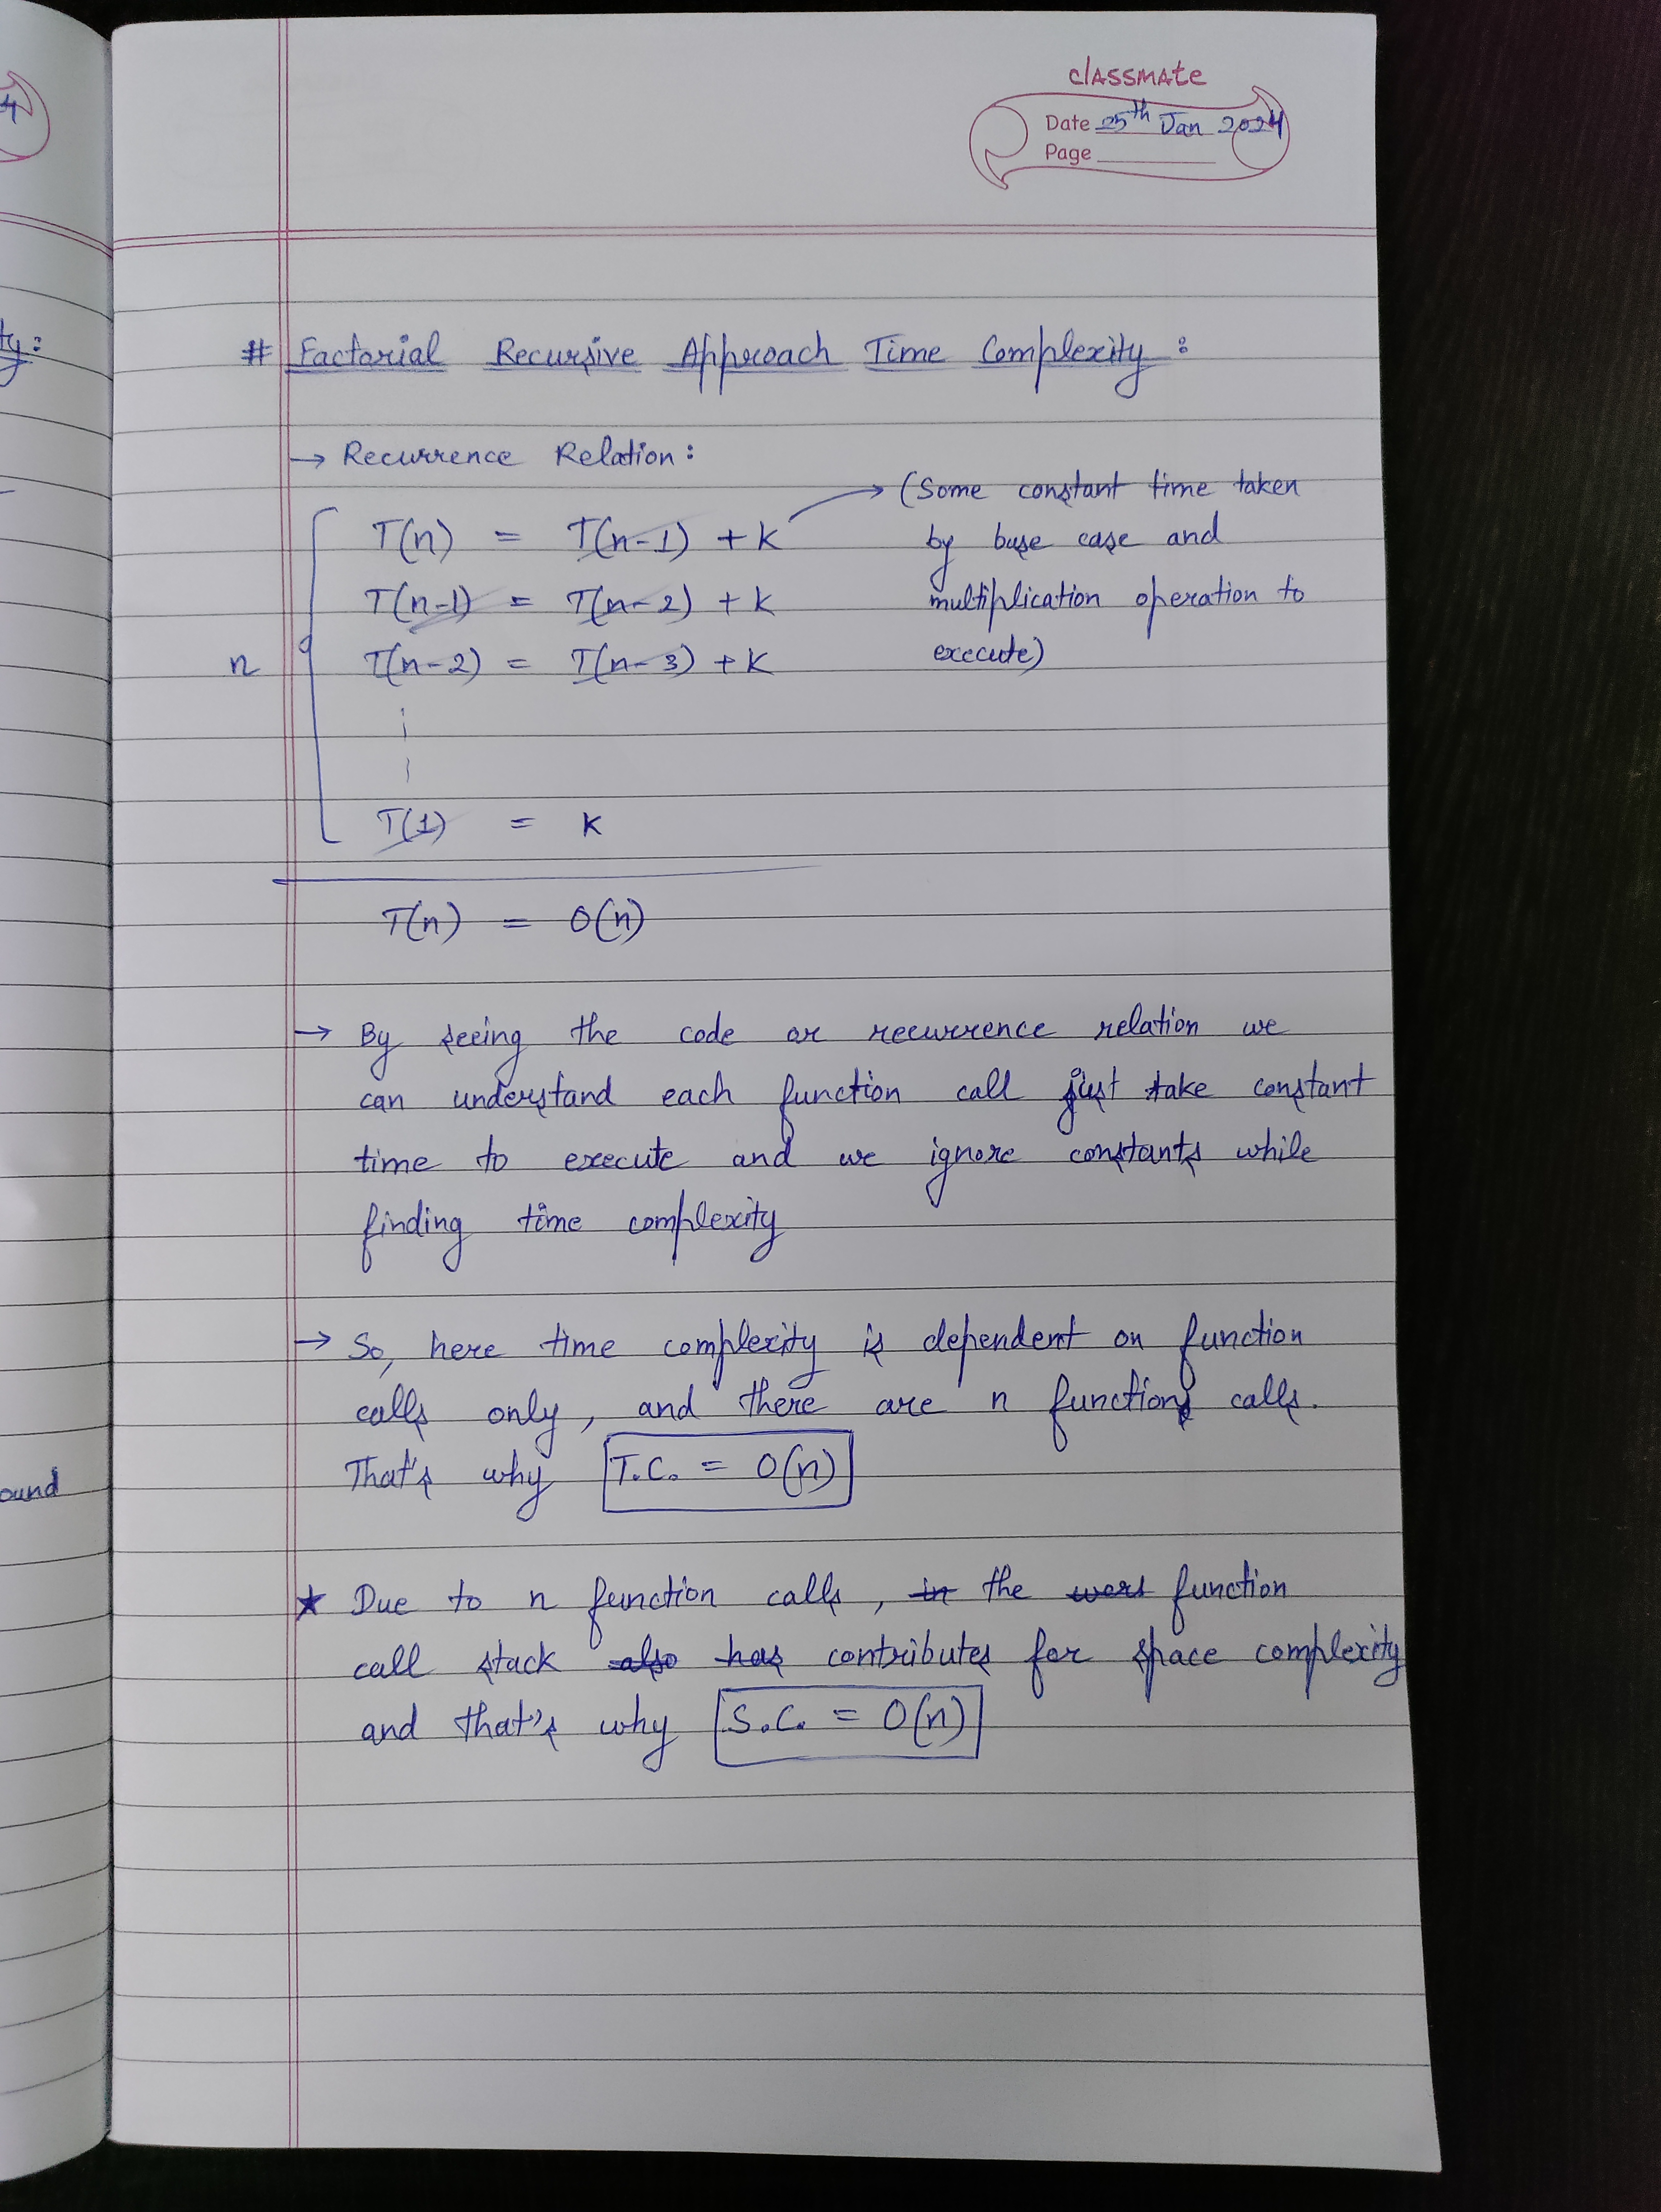 classmate
Date 25th Jan 2024
Page
4
ty:
# Factorial Recursive Approach Time Complexity :
→ Recurrence Relation :
T(n) = T(n-1) + K → (Some constant time taken
by base case and
T(n-1) = T(n-2) + K multiplication operation to
n T(n-2) = T(n-3) + K execute)
T(1) = K
T(n) = O(n)
→ By seeing the code or recurrence relation we
can understand each function call just take constant
time to execute and we ignore constants while
finding time complexity
→ So, here time complexity is dependent on function
calls only, and there are n function calls.
That's why T.C. = O(n)
ound
★ Due to n function calls, in the function
call stack also has contributes for space complexity
and that's why S.C. = O(n)